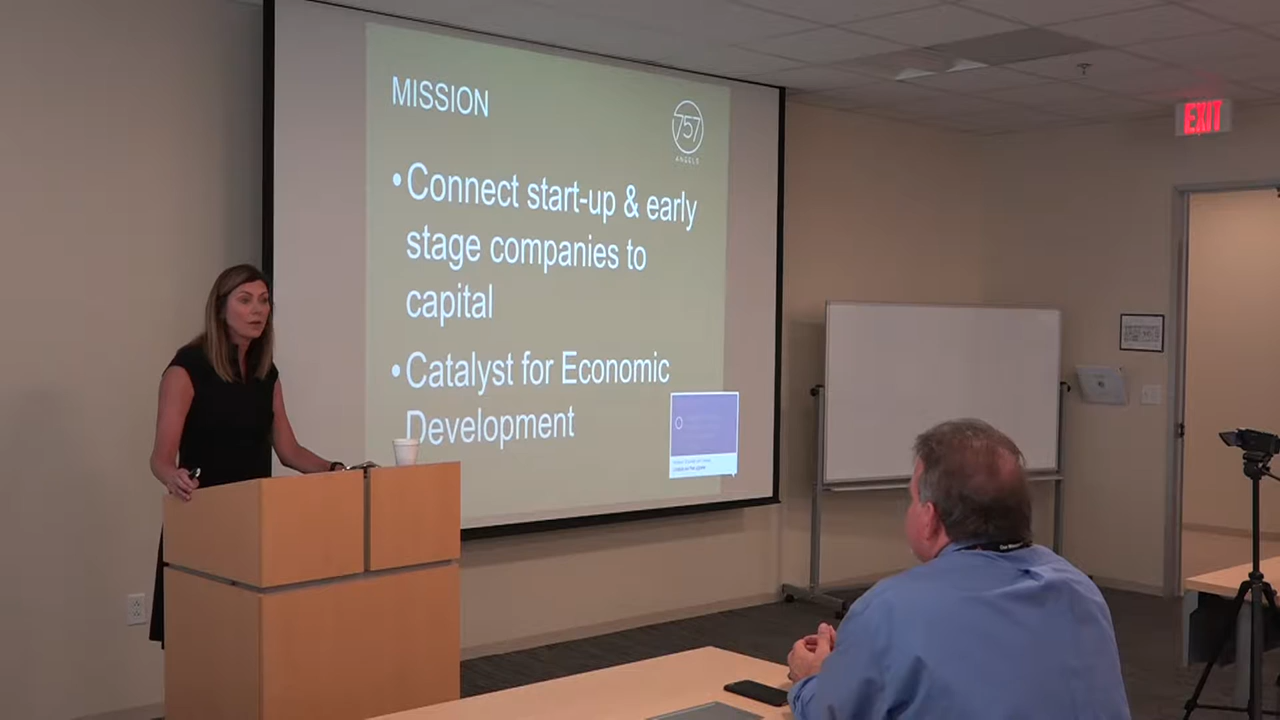 MISSION
757
ANGELS
•Connect start-up & early
stage companies to
capital
•Catalyst for Economic
Development
EXIT